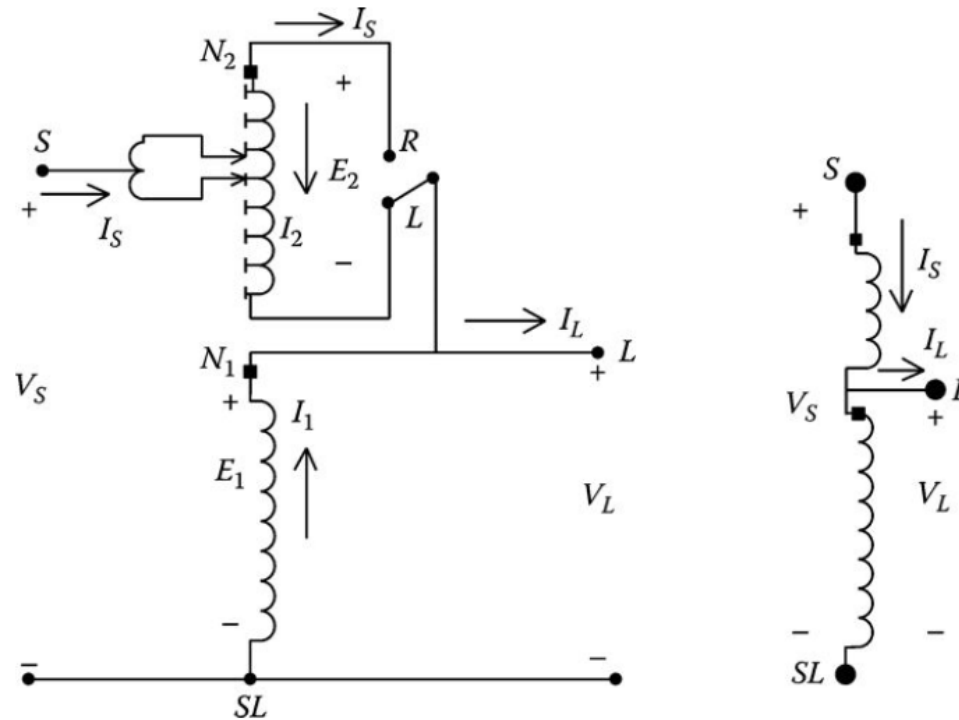 I_S
N_2
+
S
R
E_2
L
+
I_S
I_2
−
I_L
N_1
L
+
V_S
+
I_1
E_1
V_L
−
−
−
SL
S
+
I_S
I_L
V_S
+
V_L
−
−
SL